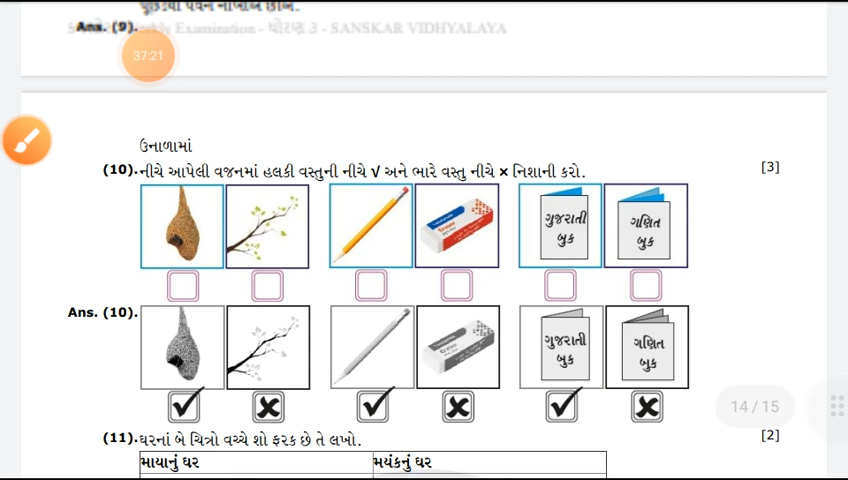 Ans. (9).
Examination - ધોરણ 3 - SANSKAR VIDHYALAYA
37:21
ઉનાળામાં
(10). નીચે આપેલી વજનમાં હલકી વસ્તુની નીચે √ અને ભારે વસ્તુ નીચે × નિશાની કરો. [3]
ગુજરાતી બુક
ગણિત બુક
Ans. (10).
ગુજરાતી બુક
ગણિત બુક
14 / 15
(11). ઘરનાં બે ચિત્રો વચ્ચે શો ફરક છે તે લખો. [2]
માયાનું ઘર મયંકનું ઘર